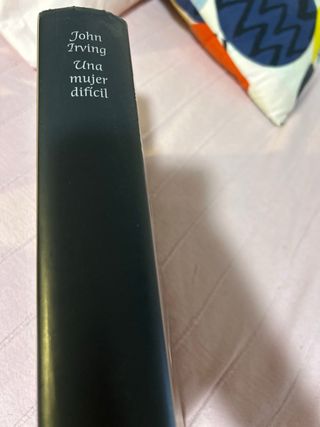 John
Irving
Una
mujer
difícil